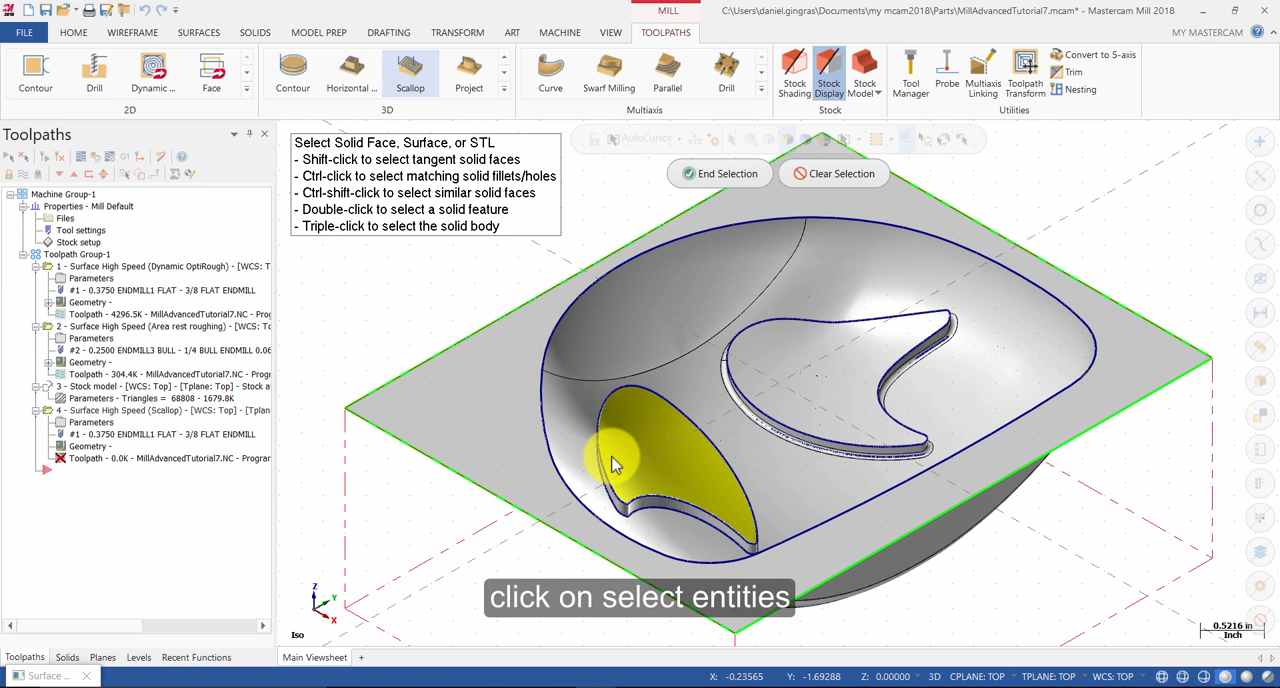 MILL
C:\Users\daniel.gingras\Documents\my mcam2018\Parts\MillAdvancedTutorial7.mcam* - Mastercam Mill 2018
FILE HOME WIREFRAME SURFACES SOLIDS MODEL PREP DRAFTING TRANSFORM ART MACHINE VIEW TOOLPATHS MY MASTERCAM
Contour Drill Dynamic ... Face Contour Horizontal ... Scallop Project Curve Swarf Milling Parallel Drill Stock Shading Stock Display Stock Model Tool Manager Probe Multiaxis Linking Toolpath Transform
Convert to 5-axis
Trim
Nesting
2D 3D Multiaxis Stock Utilities
Toolpaths
AutoCursor
End Selection Clear Selection
Select Solid Face, Surface, or STL
- Shift-click to select tangent solid faces
- Ctrl-click to select matching solid fillets/holes
- Ctrl-shift-click to select similar solid faces
- Double-click to select a solid feature
- Triple-click to select the solid body
Machine Group-1
Properties - Mill Default
Files
Tool settings
Stock setup
Toolpath Group-1
1 - Surface High Speed (Dynamic OptiRough) - [WCS: T
Parameters
#1 - 0.3750 ENDMILL1 FLAT - 3/8 FLAT ENDMILL
Geometry -
Toolpath - 4296.5K - MillAdvancedTutorial7.NC - Prog
2 - Surface High Speed (Area rest roughing) - [WCS: T
Parameters
#2 - 0.2500 ENDMILL3 BULL - 1/4 BULL ENDMILL 0.06
Geometry -
Toolpath - 304.4K - MillAdvancedTutorial7.NC - Progr
3 - Stock model - [WCS: Top] - [Tplane: Top] - Stock a
Parameters - Triangles = 68808 - 1679.8K
4 - Surface High Speed (Scallop) - [WCS: Top] - [Tplan
Parameters
#1 - 0.3750 ENDMILL1 FLAT - 3/8 FLAT ENDMILL
Geometry -
Toolpath - 0.0K - MillAdvancedTutorial7.NC - Program
click on select entities
Z
Y
X
Iso
0.5216 in
Inch
Toolpaths Solids Planes Levels Recent Functions Main Viewsheet +
Surface ...
X: -0.23565 Y: -1.69288 Z: 0.00000 3D CPLANE: TOP TPLANE: TOP WCS: TOP